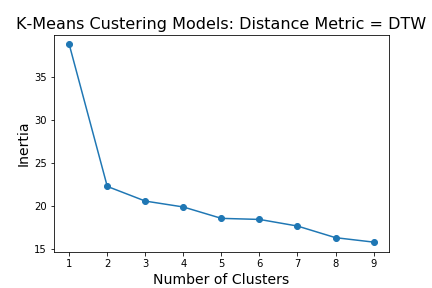 K-Means Custering Models: Distance Metric = DTW
Inertia
35
30
25
20
15
1 2 3 4 5 6 7 8 9
Number of Clusters